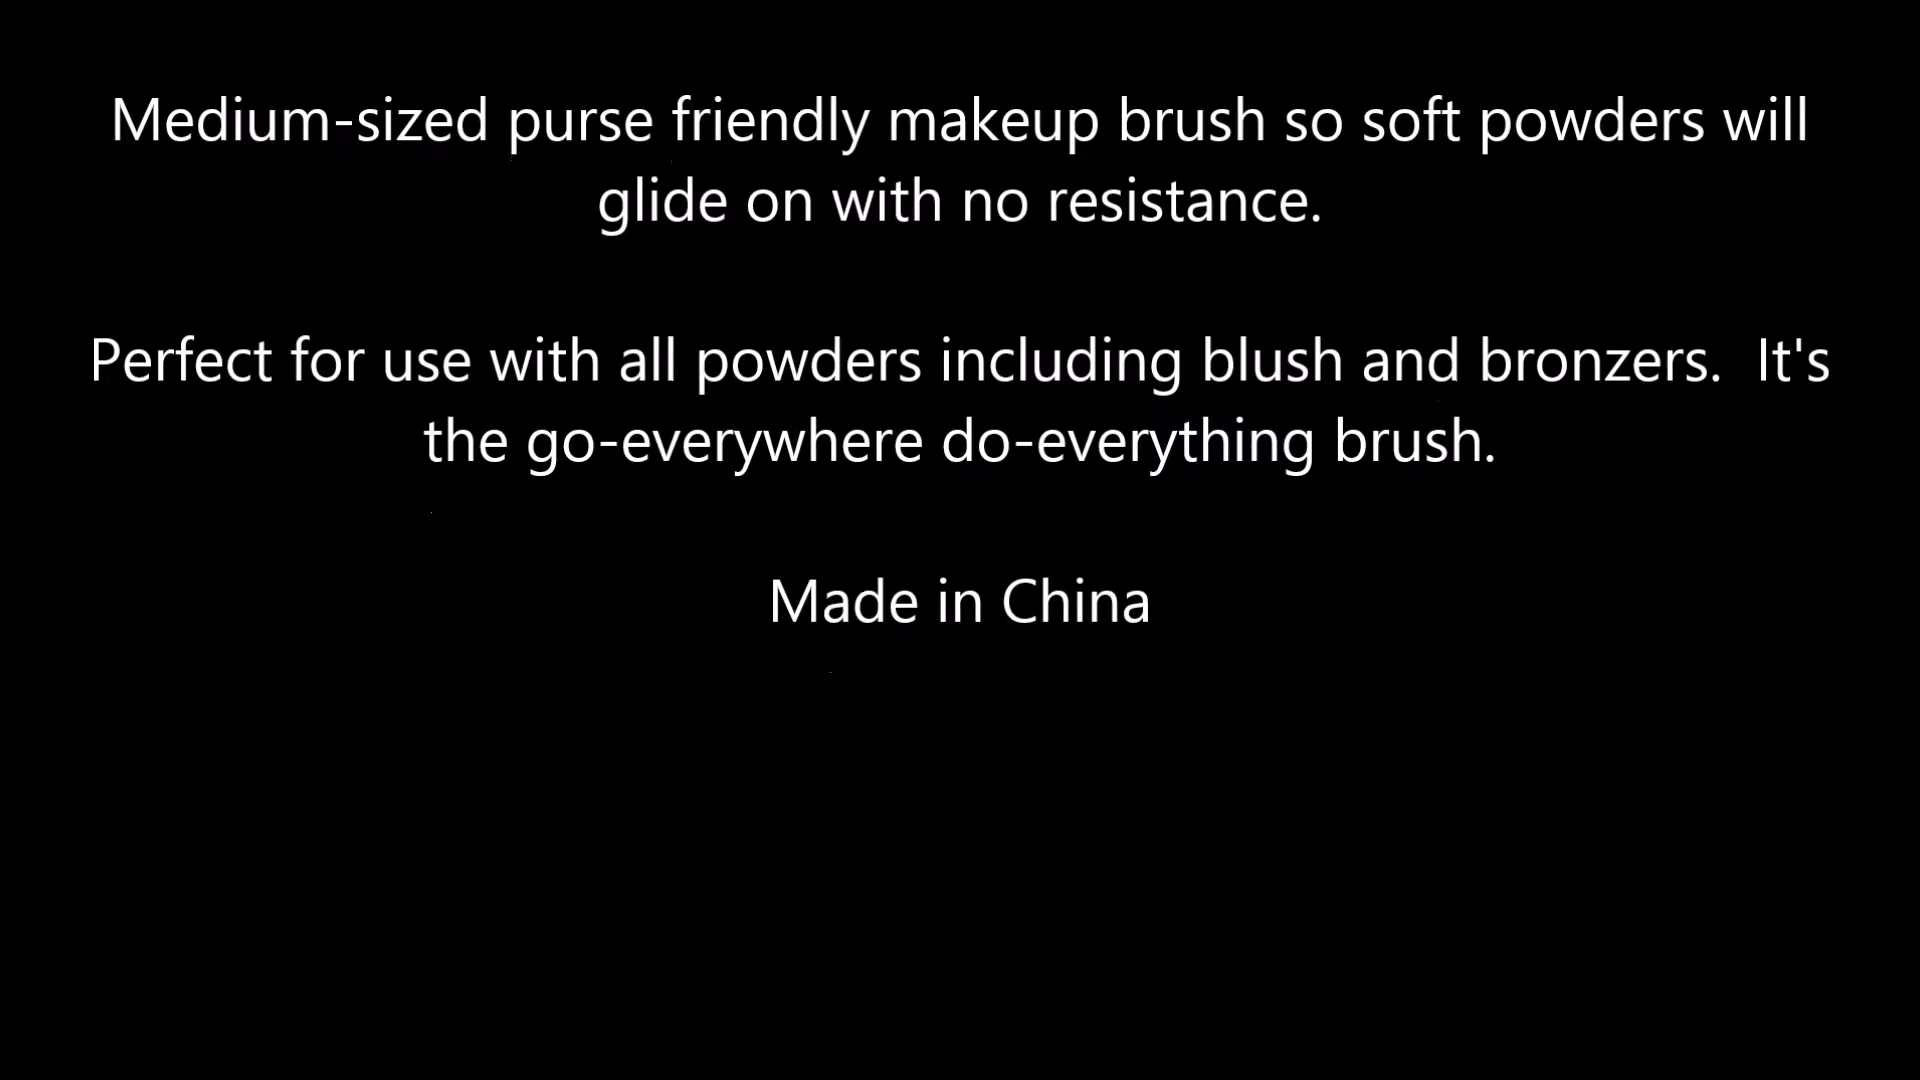 Medium-sized purse friendly makeup brush so soft powders will
glide on with no resistance.
Perfect for use with all powders including blush and bronzers.  It's
the go-everywhere do-everything brush.
Made in China